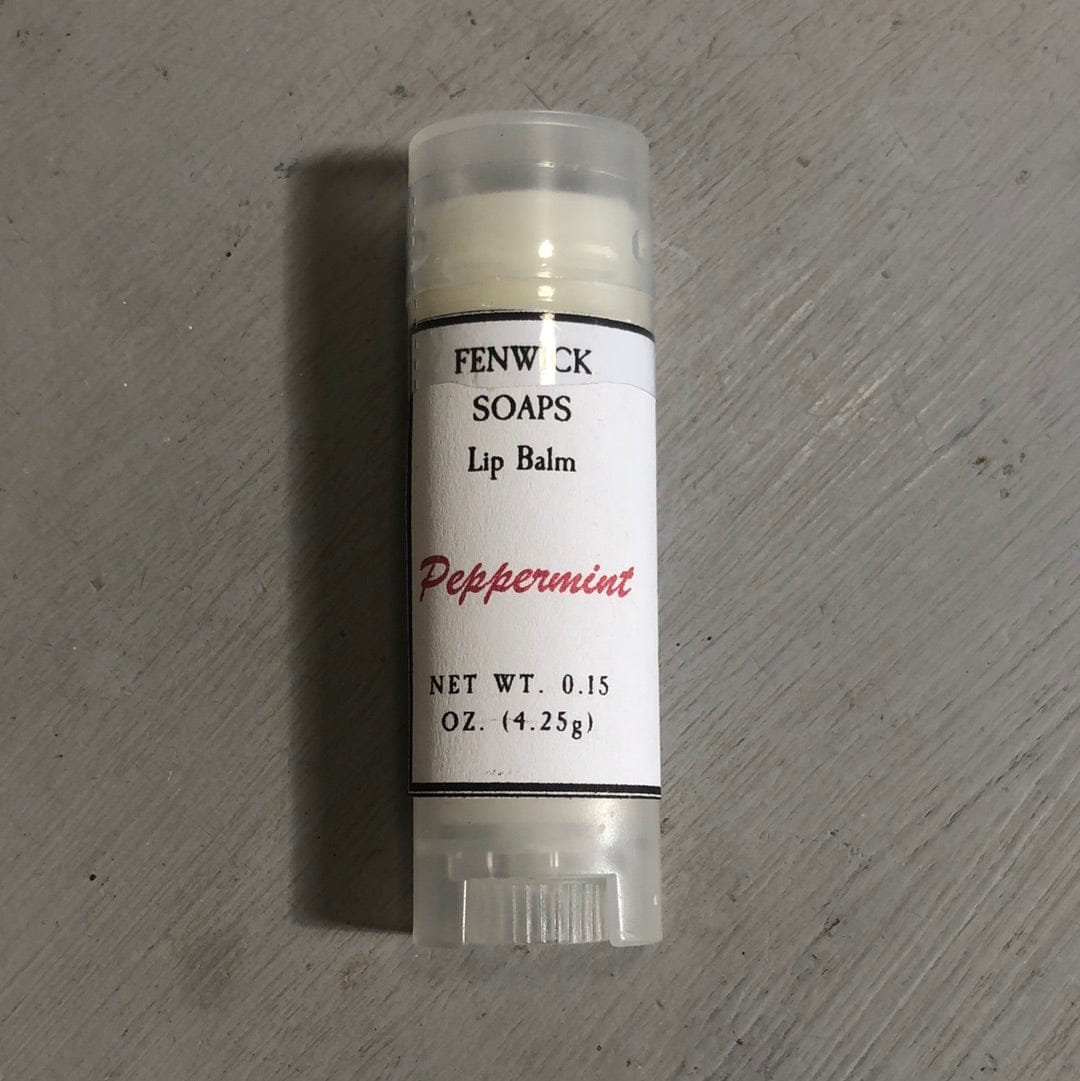 FENWICK
SOAPS
Lip Balm
Peppermint
NET WT. 0.15
OZ. (4.25g)